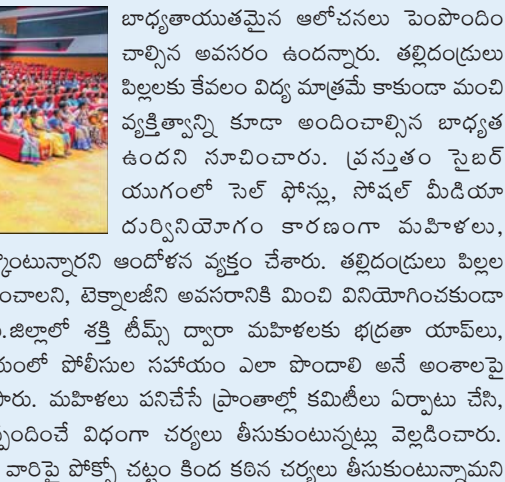 బాధ్యతాయుతమైన ఆలోచనలు పెంపొందిం
చాల్సిన అవసరం ఉందన్నారు. తల్లిదండ్రులు
పిల్లలకు కేవలం విద్య మాత్రమే కాకుండా మంచి
వ్యక్తిత్వాన్ని కూడా అందించాల్సిన బాధ్యత
ఉందని సూచించారు. ప్రస్తుతం సైబర్
యుగంలో సెల్ ఫోన్లు, సోషల్ మీడియా
దుర్వినియోగం కారణంగా మహిళలు,
ంటున్నారని ఆందోళన వ్యక్తం చేశారు. తల్లిదండ్రులు పిల్లల
ంచాలని, టెక్నాలజీని అవసరానికి మించి వినియోగించకుండా
.జిల్లాలో శక్తి టీమ్స్ ద్వారా మహిళలకు భద్రతా యాప్‌లు,
యంలో పోలీసుల సహాయం ఎలా పొందాలి అనే అంశాలపై
రు. మహిళలు పనిచేసే ప్రాంతాల్లో కమిటీలు ఏర్పాటు చేసి,
పందించే విధంగా చర్యలు తీసుకుంటున్నట్లు వెల్లడించారు.
వారిపై పోక్సో చట్టం కింద కఠిన చర్యలు తీసుకుంటున్నామని